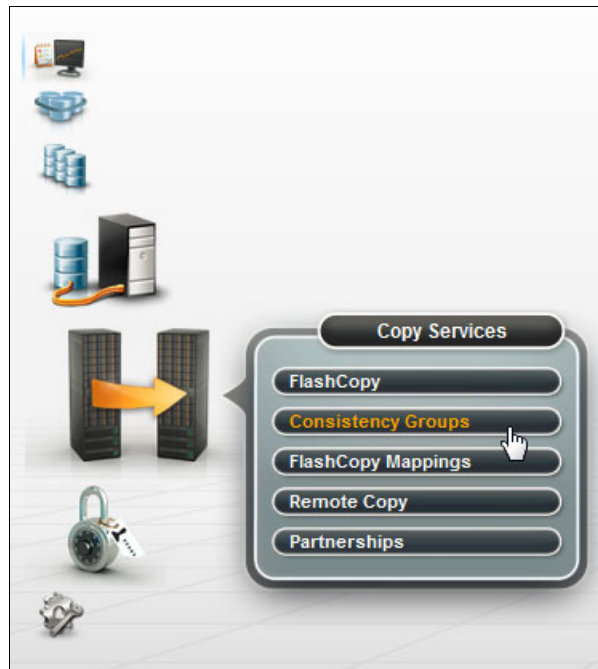 Copy Services
FlashCopy
Consistency Groups
FlashCopy Mappings
Remote Copy
Partnerships